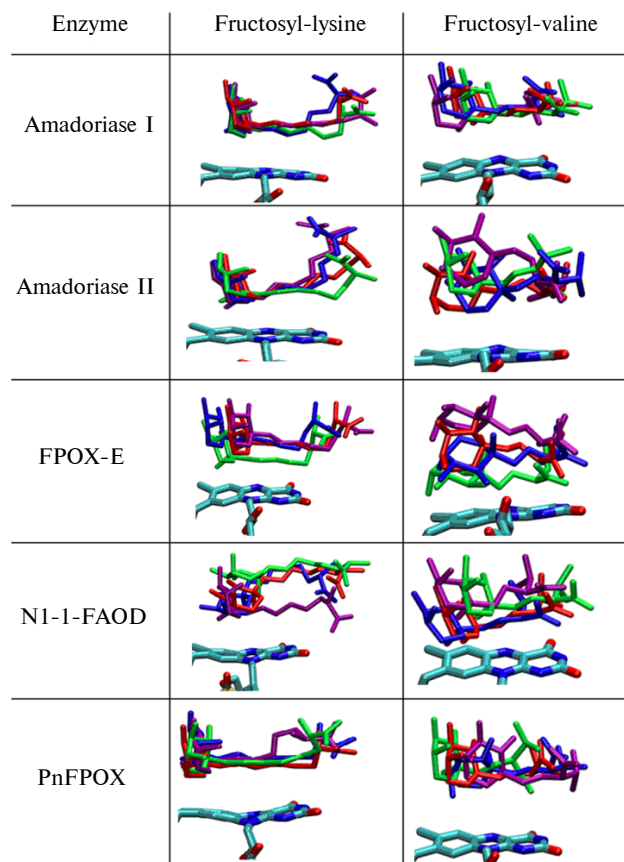 Enzyme Fructosyl-lysine Fructosyl-valine
Amadoriase I
Amadoriase II
FPOX-E
N1-1-FAOD
PnFPOX